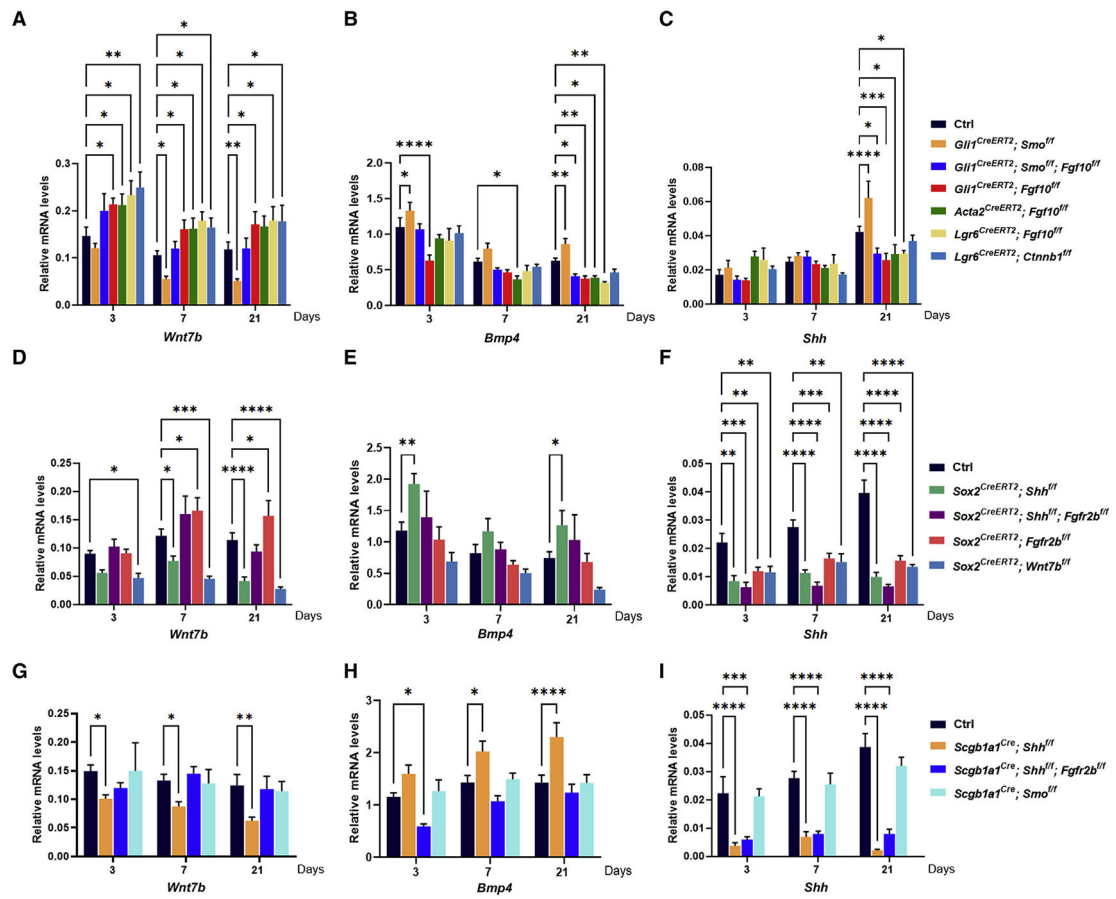 A
B
C
** * * *
* * * * *
* * ** *
Relative mRNA levels
0.0 0.1 0.2 0.3
3 7 21 Days
Wnt7b
**** * * ** * ** * **
Relative mRNA levels
0.0 0.5 1.0 1.5 2.0
3 7 21 Days
Bmp4
* * *** * ****
Relative mRNA levels
0.00 0.02 0.04 0.06 0.08
3 7 21 Days
Shh
Ctrl
Gli1CreERT2; Smof/f
Gli1CreERT2; Smof/f; Fgf10f/f
Gli1CreERT2; Fgf10f/f
Acta2CreERT2; Fgf10f/f
Lgr6CreERT2; Fgf10f/f
Lgr6CreERT2; Ctnnb1f/f
D
E
F
* *** * * **** * ****
Relative mRNA levels
0.00 0.05 0.10 0.15 0.20 0.25
3 7 21 Days
Wnt7b
** *
Relative mRNA levels
0.0 0.5 1.0 1.5 2.0 2.5
3 7 21 Days
Bmp4
** ** *** ** ** *** **** **** **** **** **** ****
Relative mRNA levels
0.00 0.01 0.02 0.03 0.04 0.05
3 7 21 Days
Shh
Ctrl
Sox2CreERT2; Shhf/f
Sox2CreERT2; Shhf/f; Fgfr2bf/f
Sox2CreERT2; Fgfr2bf/f
Sox2CreERT2; Wnt7bf/f
G
H
I
* * **
Relative mRNA levels
0.00 0.05 0.10 0.15 0.20 0.25
3 7 21 Days
Wnt7b
* * ****
Relative mRNA levels
0 1 2 3
3 7 21 Days
Bmp4
*** **** **** **** **** ****
Relative mRNA levels
0.00 0.01 0.02 0.03 0.04 0.05
3 7 21 Days
Shh
Ctrl
Scgb1a1Cre; Shhf/f
Scgb1a1Cre; Shhf/f; Fgfr2bf/f
Scgb1a1Cre; Smof/f